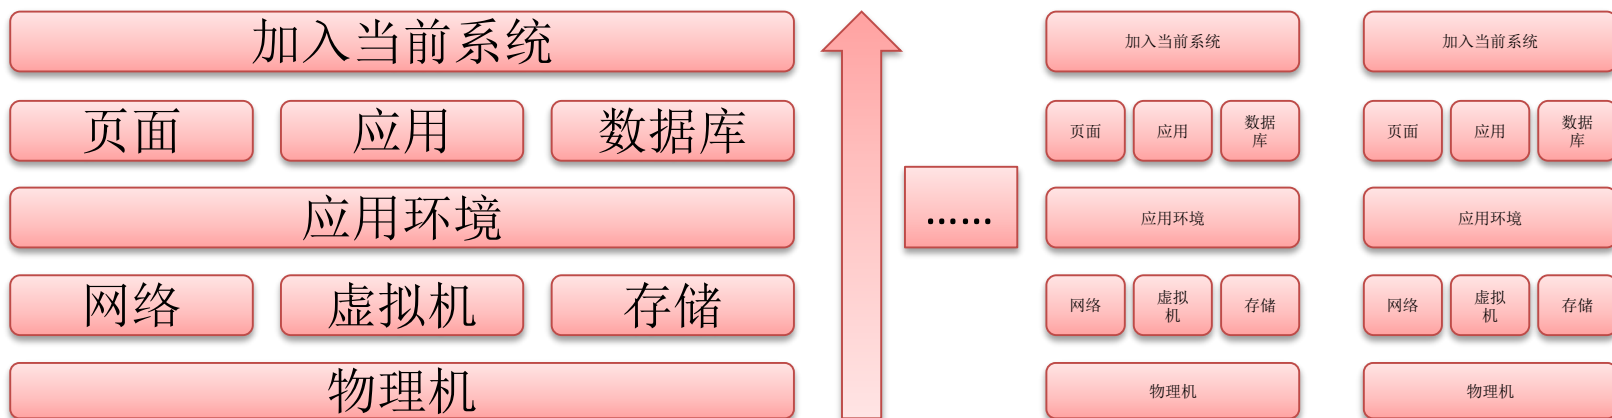 加入当前系统
页面 应用 数据库
应用环境
网络 虚拟机 存储
物理机
……
加入当前系统
页面 应用 数据
库
应用环境
网络 虚拟
机 存储
物理机
加入当前系统
页面 应用 数据
库
应用环境
网络 虚拟
机 存储
物理机